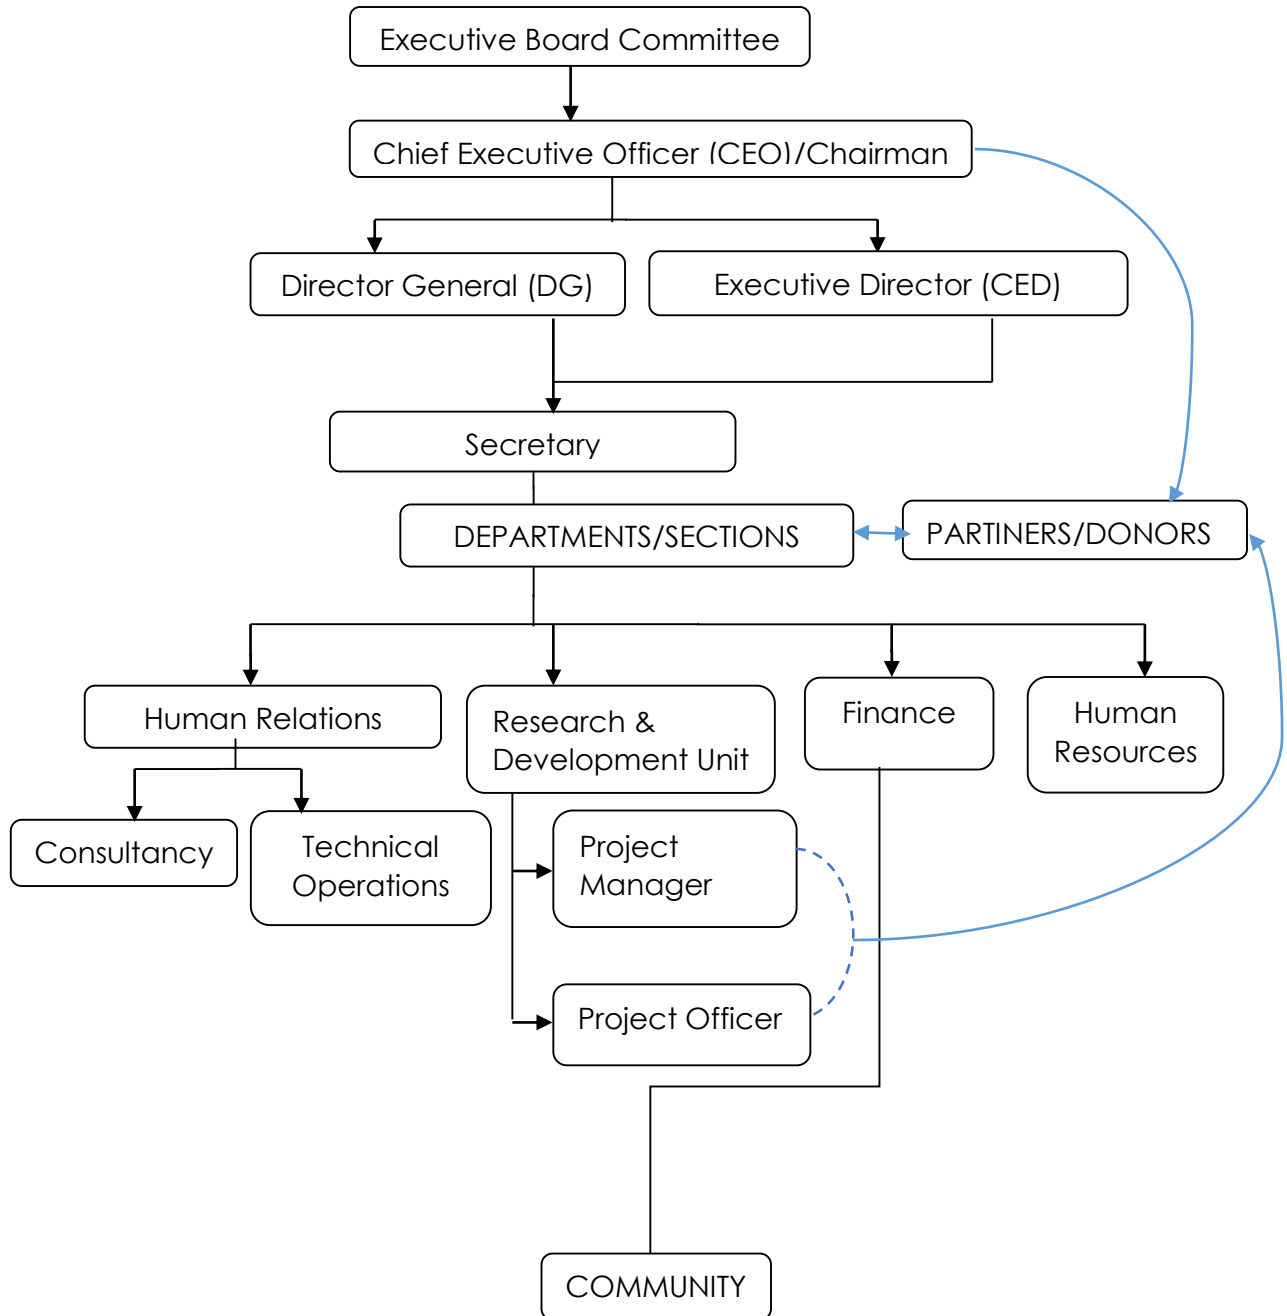 Executive Board Committee
Chief Executive Officer (CEO)/Chairman
Director General (DG)
Executive Director (CED)
Secretary
DEPARTMENTS/SECTIONS
PARTINERS/DONORS
Human Relations
Research &
Development Unit
Finance
Human
Resources
Consultancy
Technical
Operations
Project
Manager
Project Officer
COMMUNITY